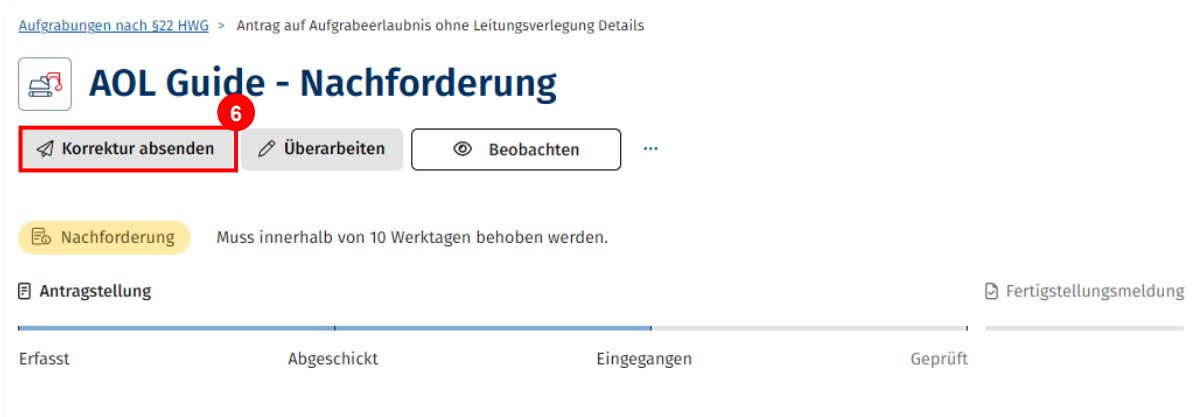 Aufgrabungen nach §22 HWG > Antrag auf Aufgrabeerlaubnis ohne Leitungsverlegung Details
AOL Guide - Nachforderung
6
Korrektur absenden Überarbeiten Beobachten ...
Nachforderung Muss innerhalb von 10 Werktagen behoben werden.
Antragstellung Fertigstellungsmeldung
Erfasst Abgeschickt Eingegangen Geprüft